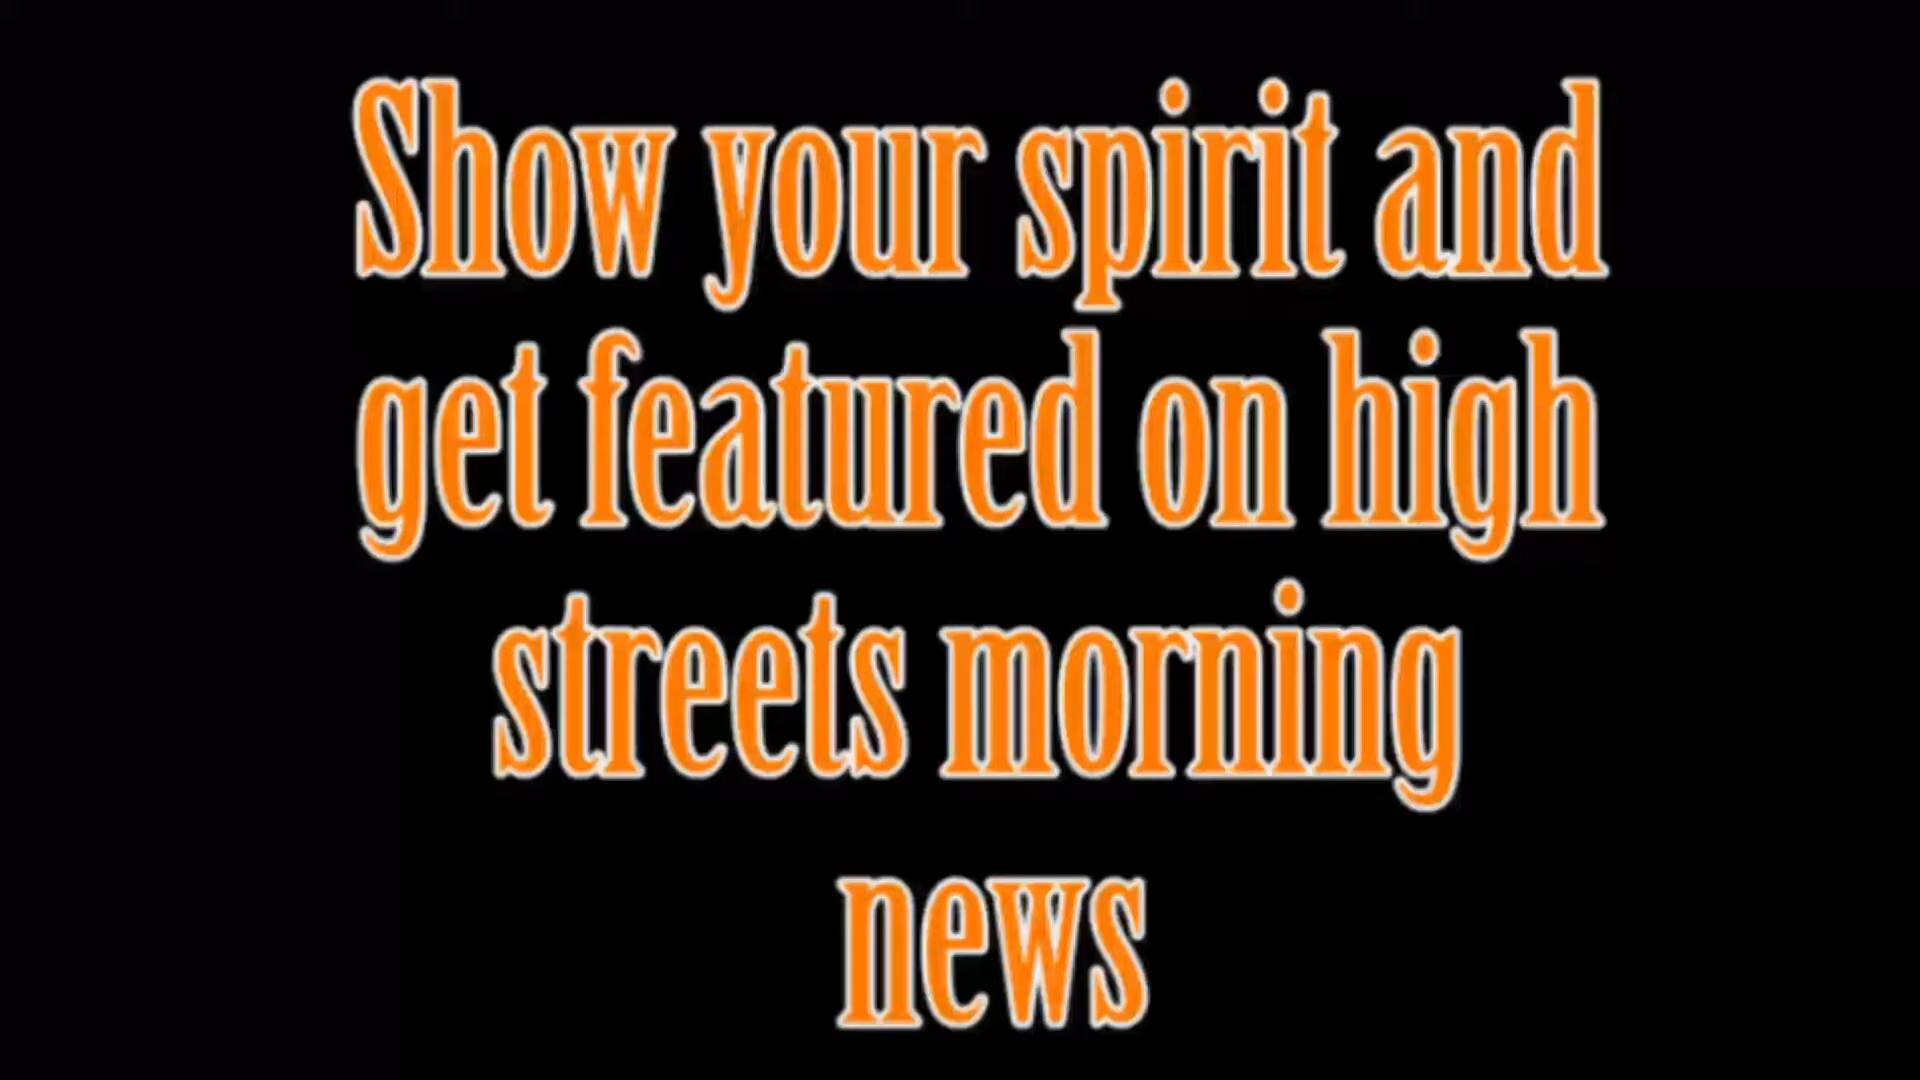 Show your spirit and
get featured on high
streets morning
news